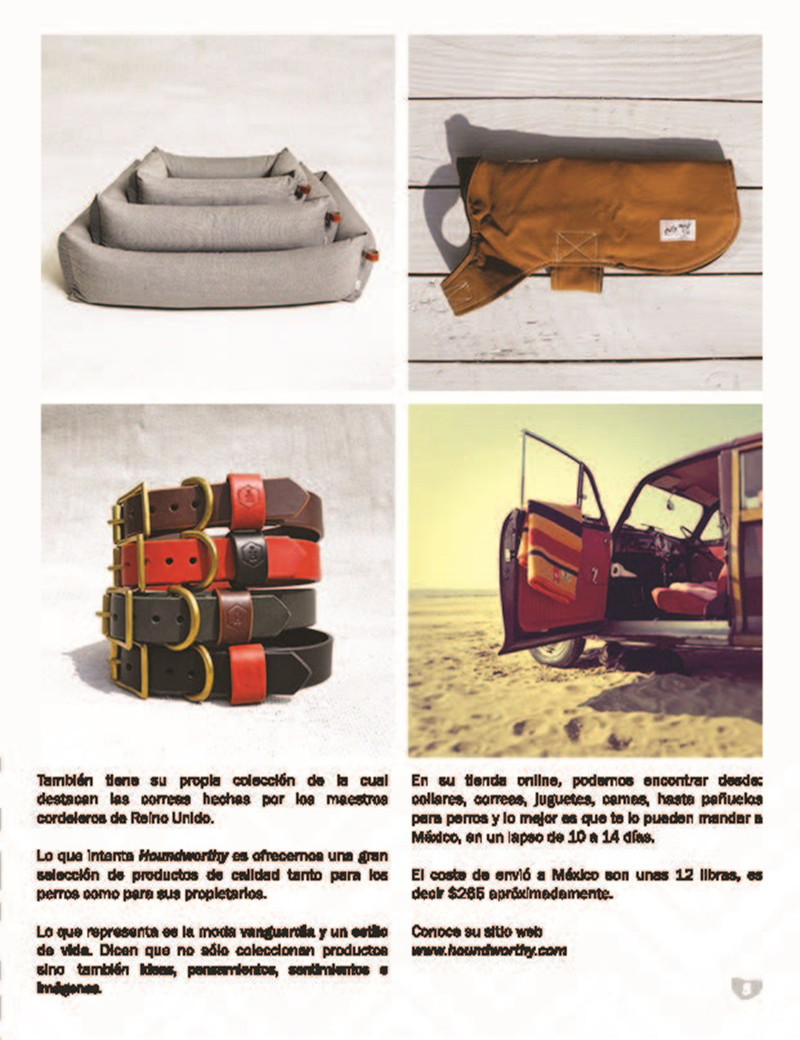 También tiene su propia colección de la cual
destacan las correas hechas por los maestros
cordeleros de Reino Unido.
Lo que intenta Houndworthy es ofrecernos una gran
selección de productos de calidad tanto para los
perros como para sus propietarios.
Lo que representa es la moda vanguardia y un estilo
de vida. Dicen que no sólo coleccionan productos
sino también ideas, pensamientos, sentimientos e
imágenes.
En su tienda online, podemos encontrar desde:
collares, correas, juguetes, camas, hasta pañuelos
para perros y lo mejor es que te lo pueden mandar a
México, en un lapso de 10 a 14 días.
El costo de envió a México son unas 12 libras, es
decir $265 apróximadamente.
Conoce su sitio web
www.houndworthy.com
5